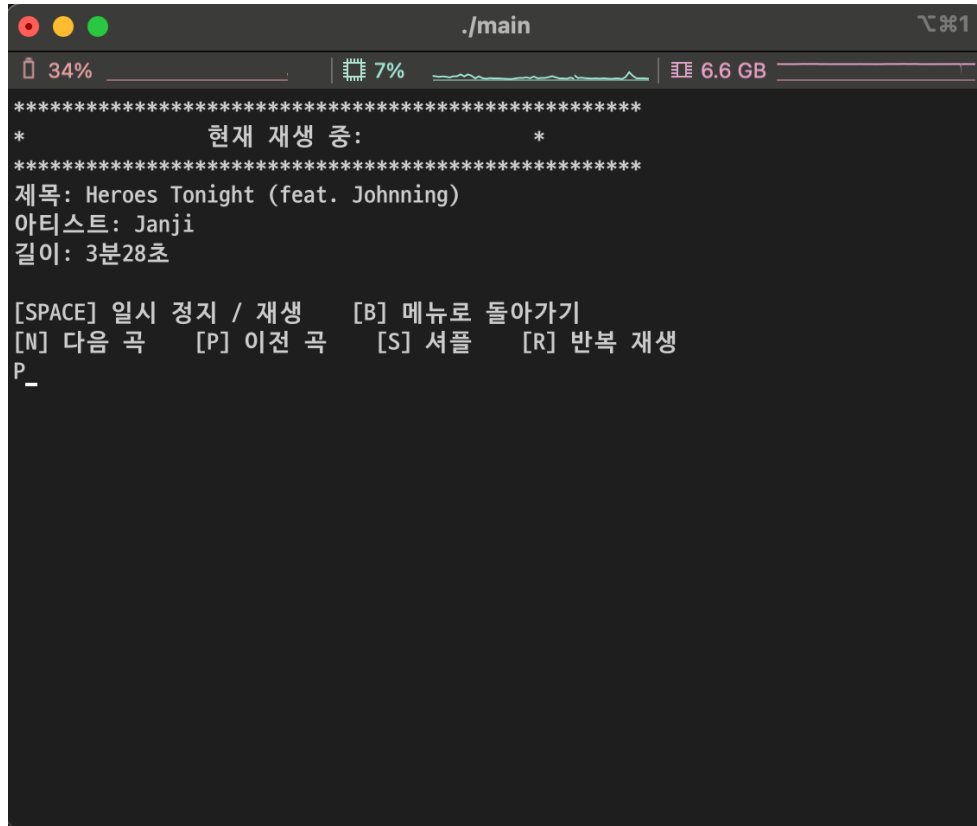 ./main
⌥⌘1
34% 7% 6.6 GB
****************************************************
* 현재 재생 중: *
****************************************************
제목: Heroes Tonight (feat. Johnning)
아티스트: Janji
길이: 3분28초
[SPACE] 일시 정지 / 재생 [B] 메뉴로 돌아가기
[N] 다음 곡 [P] 이전 곡 [S] 셔플 [R] 반복 재생
P_